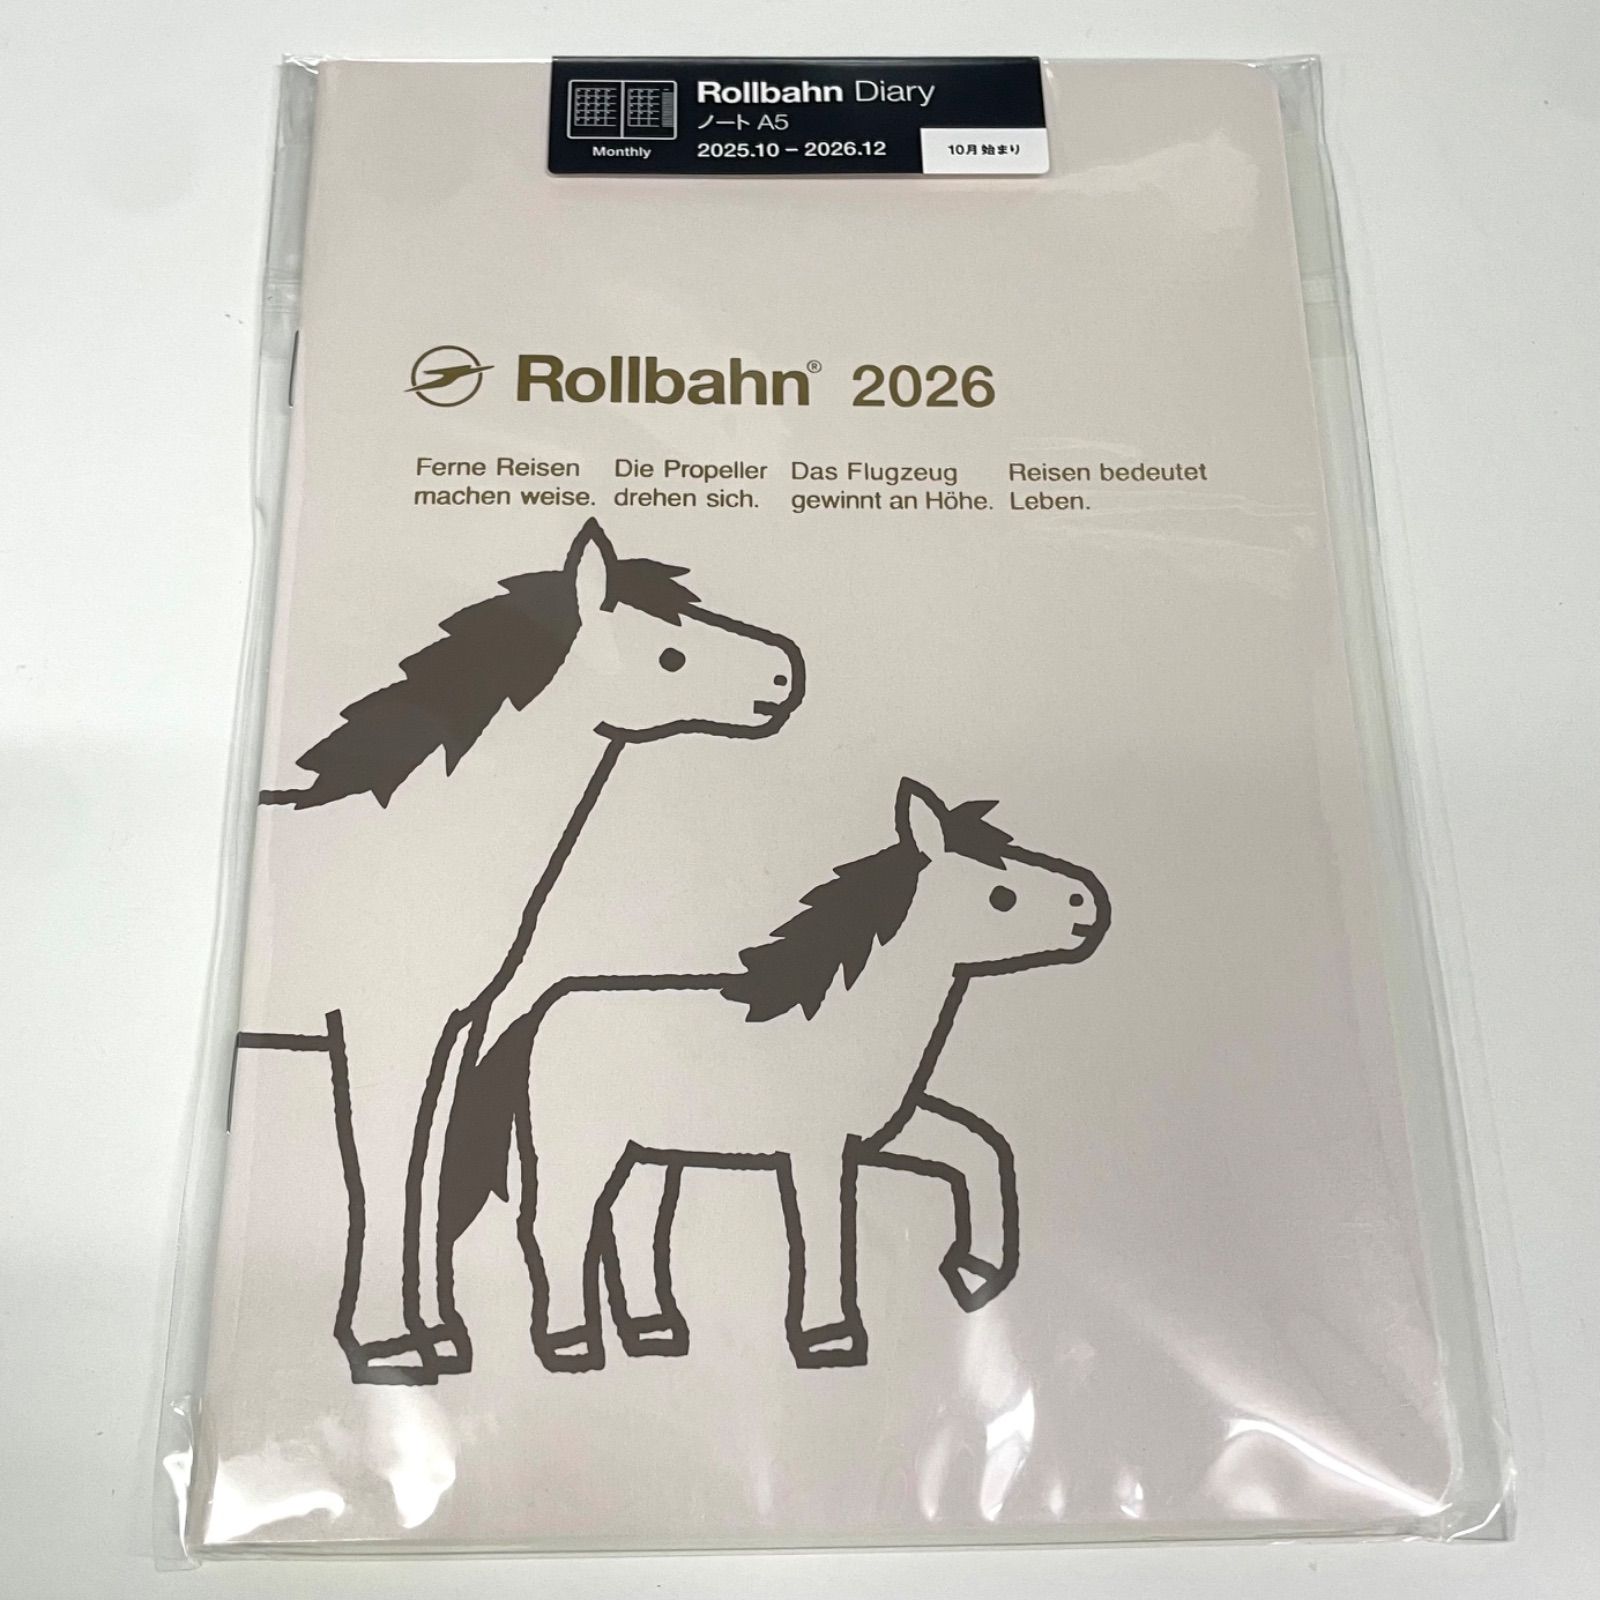 Rollbahn Diary
ノート A5
Monthly
2025.10 – 2026.12
10月 始まり
Rollbahn® 2026
Ferne Reisen
machen weise.
Die Propeller
drehen sich.
Das Flugzeug
gewinnt an Höhe.
Reisen bedeutet
Leben.